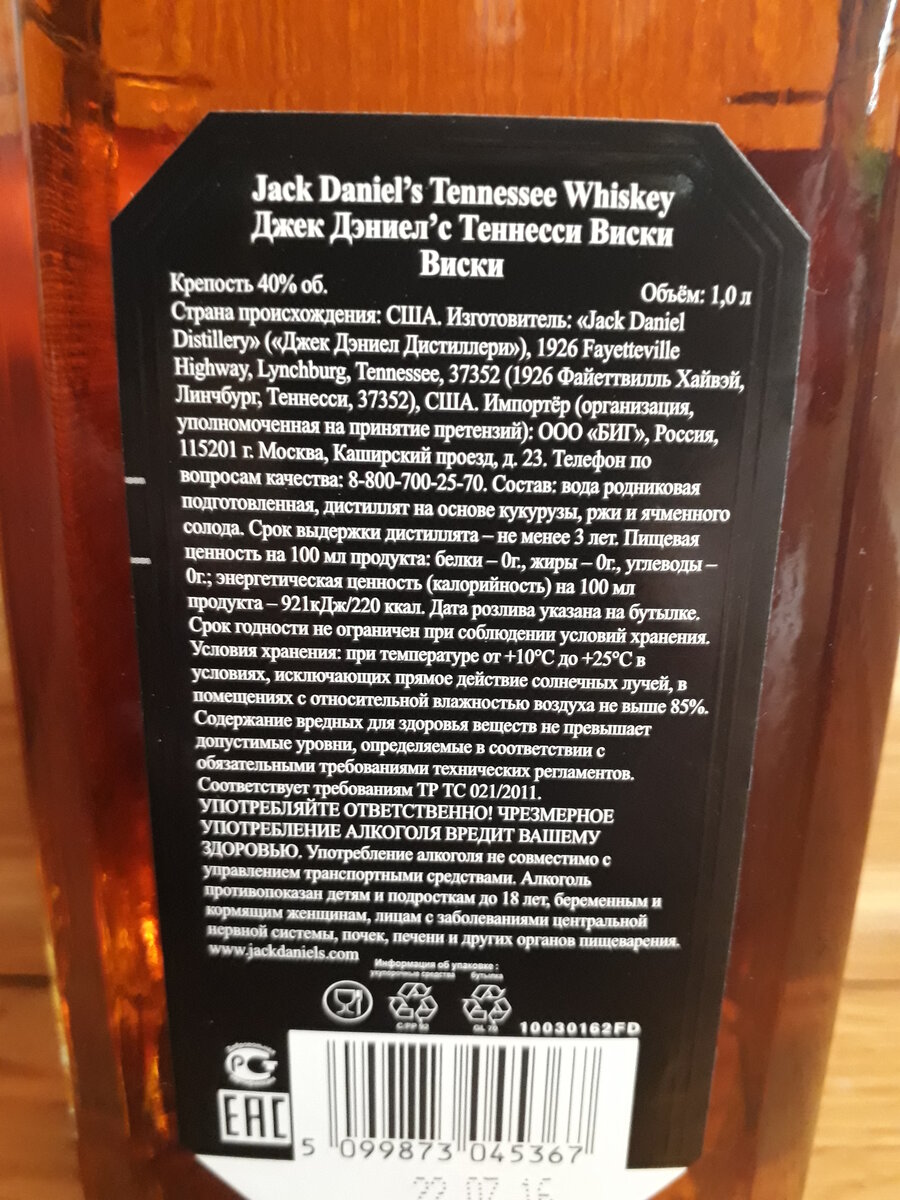 Jack Daniel's Tennessee Whiskey
Джек Дэниел'с Теннесси Виски
Виски
Крепость 40% об.
Объём: 1,0 л
Страна происхождения: США. Изготовитель: «Jack Daniel
Distillery» («Джек Дэниел Дистиллери»), 1926 Fayetteville
Highway, Lynchburg, Tennessee, 37352 (1926 Файеттвилль Хайвэй,
Линчбург, Теннесси, 37352), США. Импортёр (организация,
уполномоченная на принятие претензий): ООО «БИГ», Россия,
115201 г. Москва, Каширский проезд, д. 23. Телефон по
вопросам качества: 8-800-700-25-70. Состав: вода родниковая
подготовленная, дистиллят на основе кукурузы, ржи и ячменного
солода. Срок выдержки дистиллята – не менее 3 лет. Пищевая
ценность на 100 мл продукта: белки – 0г., жиры – 0г., углеводы –
0г.; энергетическая ценность (калорийность) на 100 мл
продукта – 921кДж/220 ккал. Дата розлива указана на бутылке.
Срок годности не ограничен при соблюдении условий хранения.
Условия хранения: при температуре от +10°С до +25°С в
условиях, исключающих прямое действие солнечных лучей, в
помещениях с относительной влажностью воздуха не выше 85%.
Содержание вредных для здоровья веществ не превышает
допустимые уровни, определяемые в соответствии с
обязательными требованиями технических регламентов.
Соответствует требованиям ТР ТС 021/2011.
УПОТРЕБЛЯЙТЕ ОТВЕТСТВЕННО! ЧРЕЗМЕРНОЕ
УПОТРЕБЛЕНИЕ АЛКОГОЛЯ ВРЕДИТ ВАШЕМУ
ЗДОРОВЬЮ. Употребление алкоголя не совместимо с
управлением транспортными средствами. Алкоголь
противопоказан детям и подросткам до 18 лет, беременным и
кормящим женщинам, лицам с заболеваниями центральной
нервной системы, почек, печени и других органов пищеварения.
www.jackdaniels.com
Информация об упаковке :
укупорочные средства бутылка
C/PP 92 GL 70 10030162FD
ЕАС
5 099873 045367
22 07 16